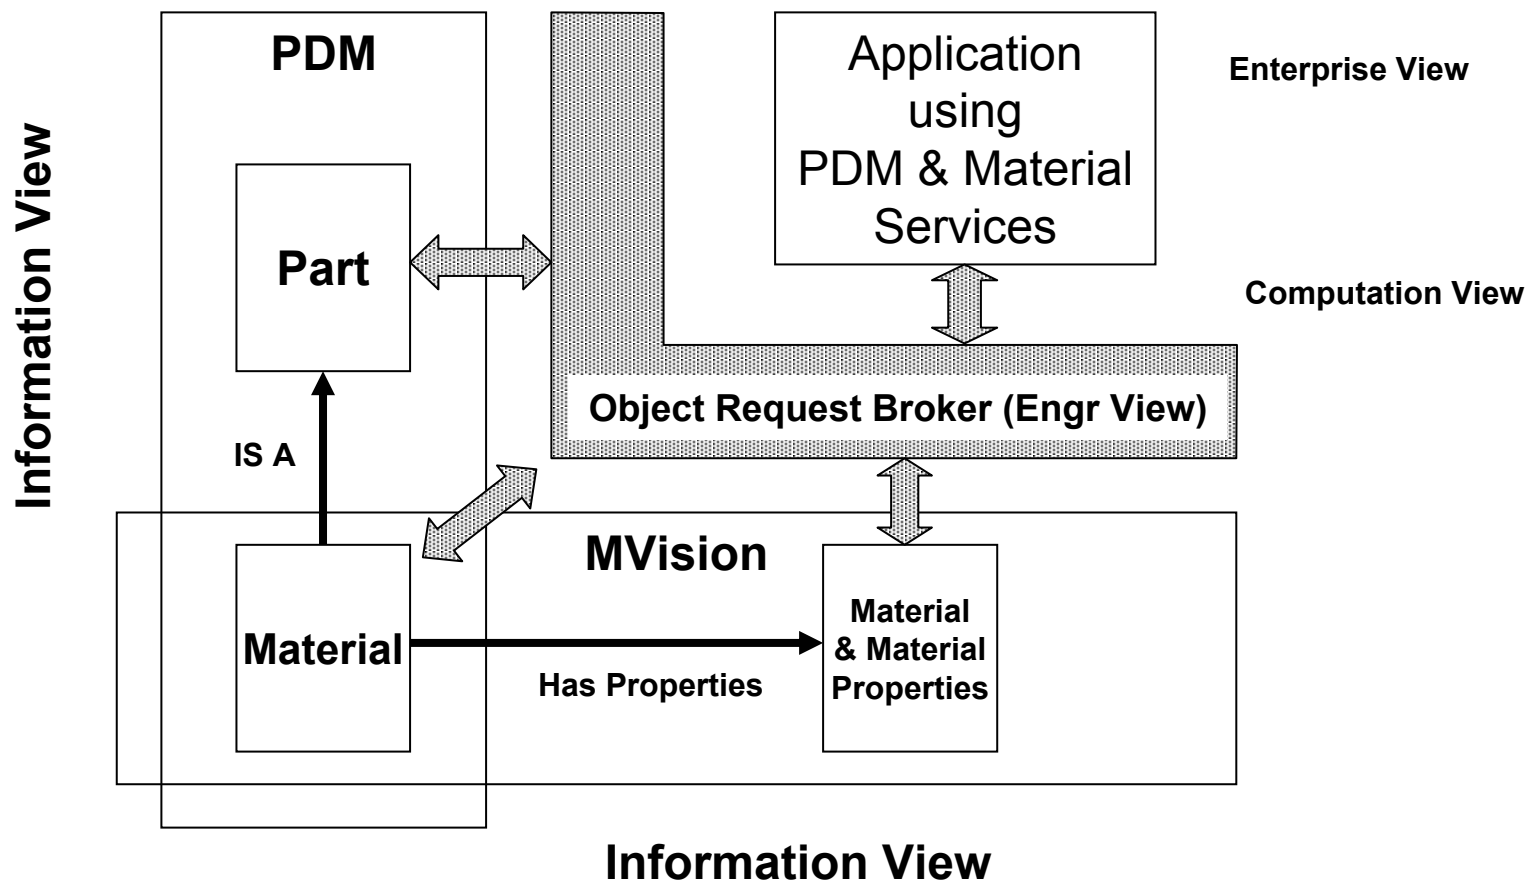 PDM
Application
using
PDM & Material
Services
Enterprise View
Information View
Part
Computation View
Object Request Broker (Engr View)
IS A
MVision
Material
Material
& Material
Properties
Has Properties
Information View